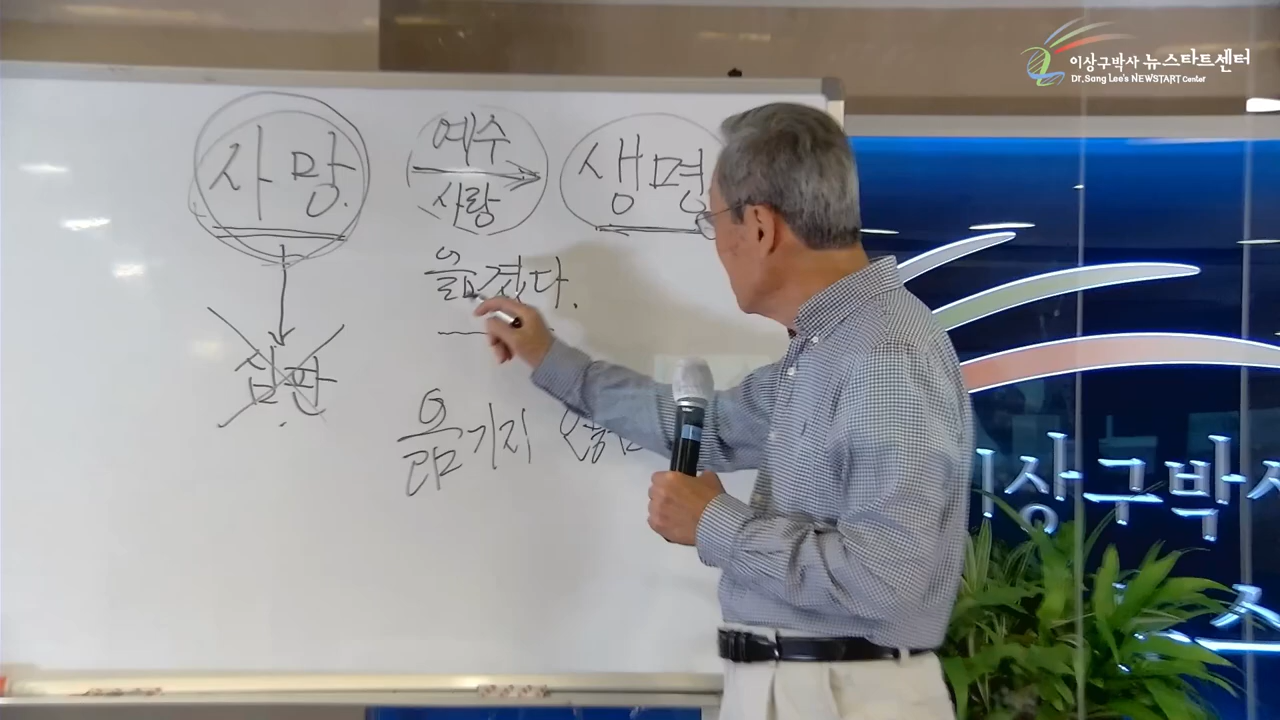 이상구박사 뉴스타트센터
Dr. Sang Lee's NEWSTART Center
사망.
예수
사랑
생명
옮겼다.
심판
옮기지
이상구박사